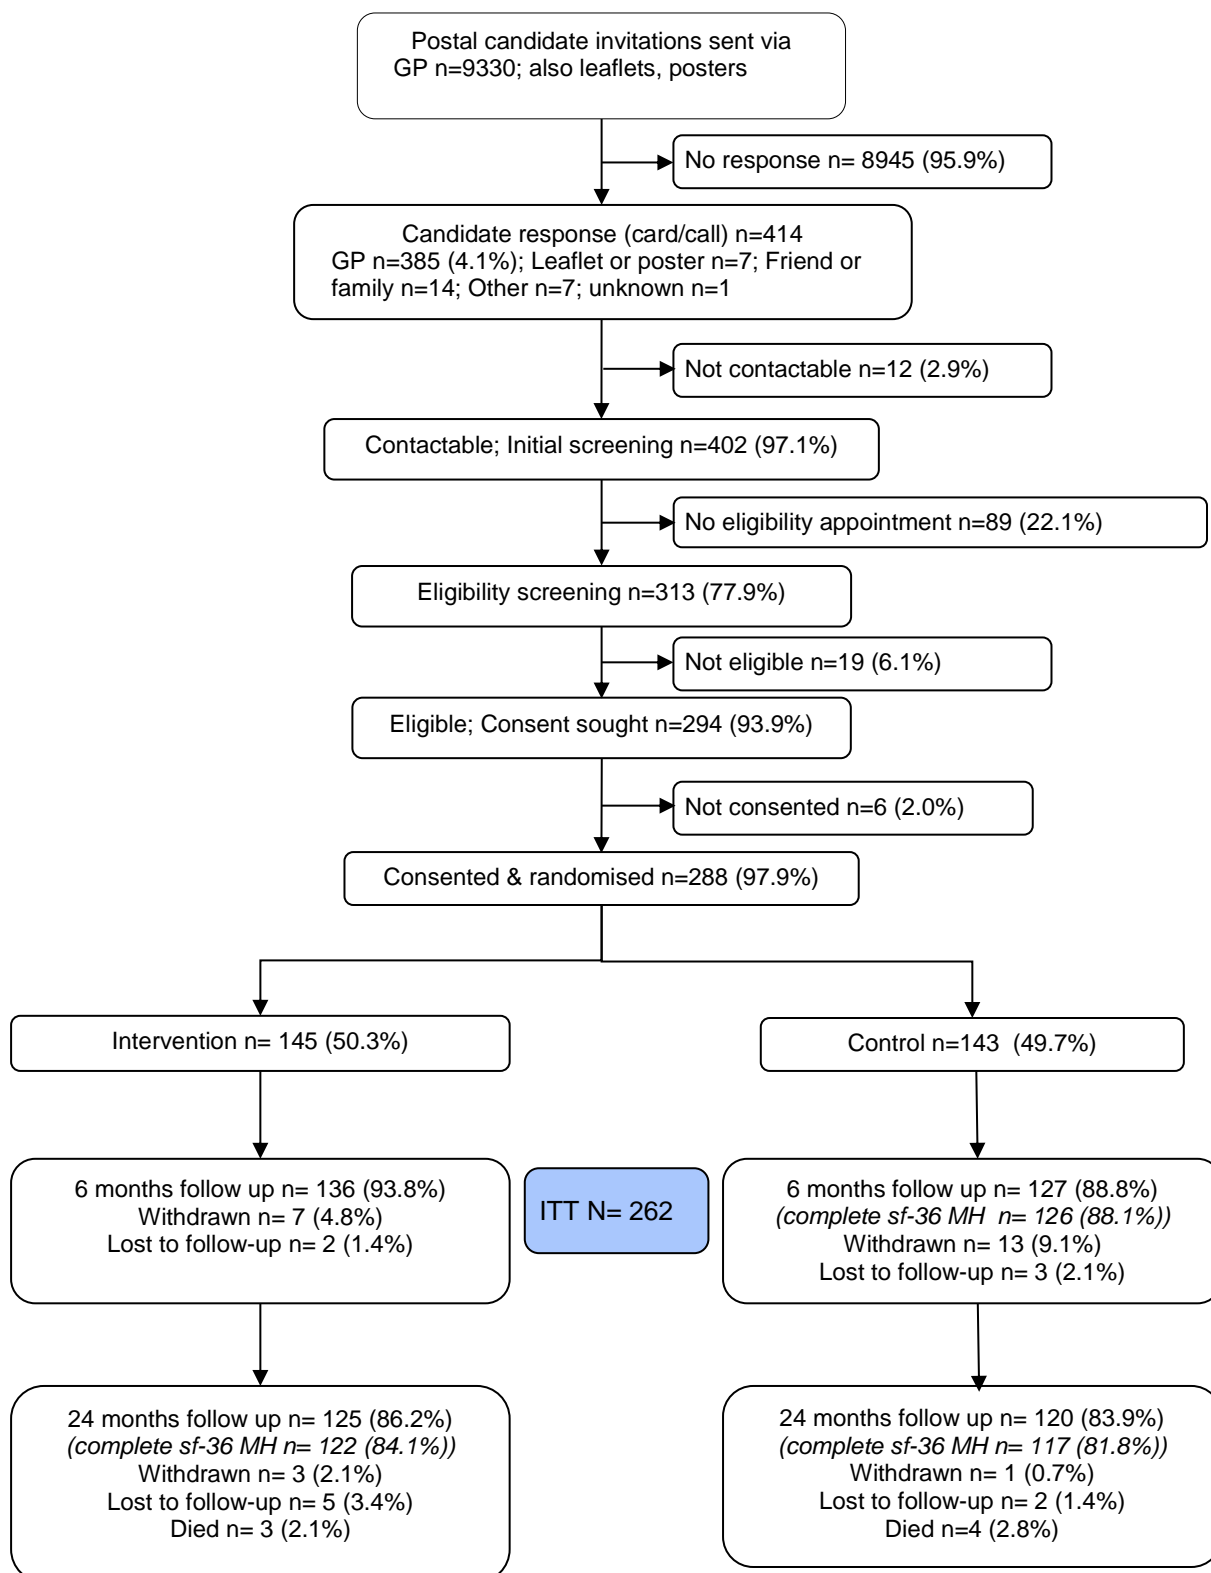 Postal candidate invitations sent via
GP n=9330; also leaflets, posters
No response n= 8945 (95.9%)
Candidate response (card/call) n=414
GP n=385 (4.1%); Leaflet or poster n=7; Friend or
family n=14; Other n=7; unknown n=1
Not contactable n=12 (2.9%)
Contactable; Initial screening n=402 (97.1%)
No eligibility appointment n=89 (22.1%)
Eligibility screening n=313 (77.9%)
Not eligible n=19 (6.1%)
Eligible; Consent sought n=294 (93.9%)
Not consented n=6 (2.0%)
Consented & randomised n=288 (97.9%)
Intervention n= 145 (50.3%)
Control n=143  (49.7%)
6 months follow up n= 136 (93.8%)
Withdrawn n= 7 (4.8%)
Lost to follow-up n= 2 (1.4%)
ITT N= 262
6 months follow up n= 127 (88.8%)
(complete sf-36 MH  n= 126 (88.1%))
Withdrawn n= 13 (9.1%)
Lost to follow-up n= 3 (2.1%)
24 months follow up n= 125 (86.2%)
(complete sf-36 MH n= 122 (84.1%))
Withdrawn n= 3 (2.1%)
Lost to follow-up n= 5 (3.4%)
Died n= 3 (2.1%)
24 months follow up n= 120 (83.9%)
(complete sf-36 MH n= 117 (81.8%))
Withdrawn n= 1 (0.7%)
Lost to follow-up n= 2 (1.4%)
Died n=4 (2.8%)